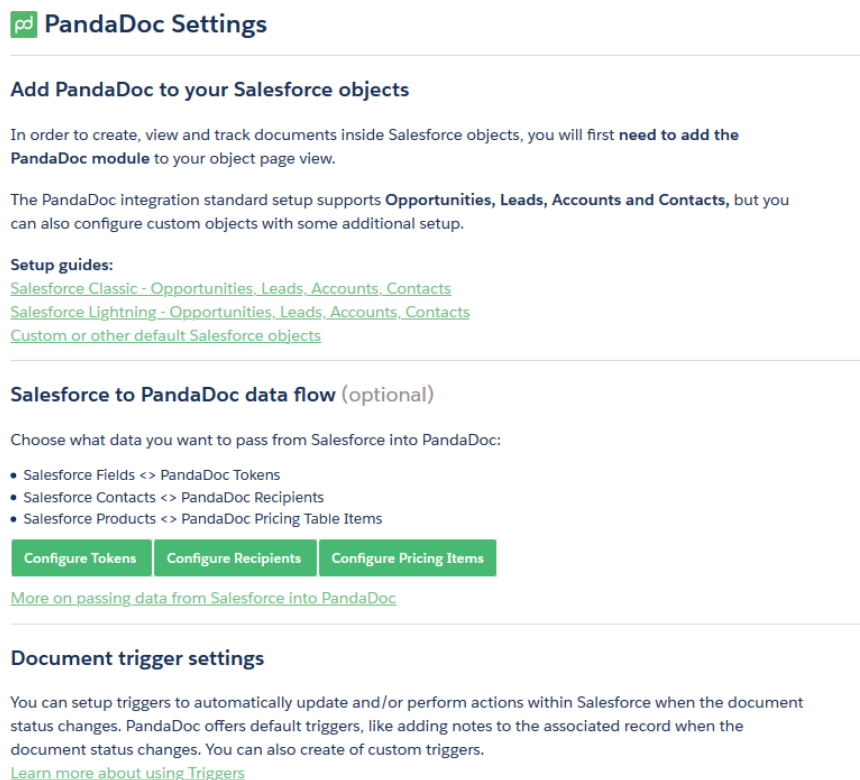 pd PandaDoc Settings
Add PandaDoc to your Salesforce objects
In order to create, view and track documents inside Salesforce objects, you will first need to add the
PandaDoc module to your object page view.
The PandaDoc integration standard setup supports Opportunities, Leads, Accounts and Contacts, but you
can also configure custom objects with some additional setup.
Setup guides:
Salesforce Classic - Opportunities, Leads, Accounts, Contacts
Salesforce Lightning - Opportunities, Leads, Accounts, Contacts
Custom or other default Salesforce objects
Salesforce to PandaDoc data flow (optional)
Choose what data you want to pass from Salesforce into PandaDoc:
• Salesforce Fields <> PandaDoc Tokens
• Salesforce Contacts <> PandaDoc Recipients
• Salesforce Products <> PandaDoc Pricing Table Items
Configure Tokens Configure Recipients Configure Pricing Items
More on passing data from Salesforce into PandaDoc
Document trigger settings
You can setup triggers to automatically update and/or perform actions within Salesforce when the document
status changes. PandaDoc offers default triggers, like adding notes to the associated record when the
document status changes. You can also create of custom triggers.
Learn more about using Triggers